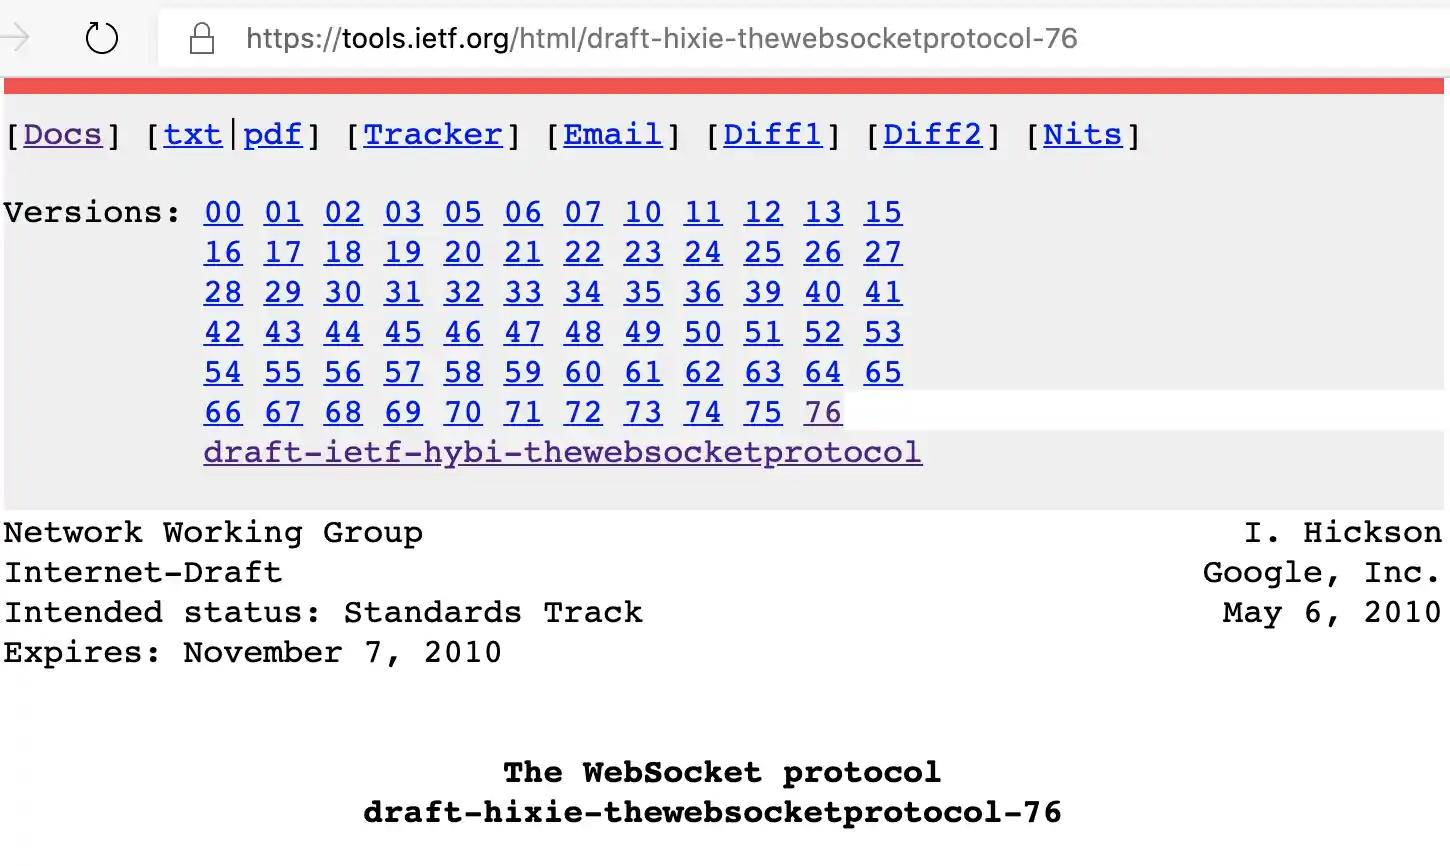 https://tools.ietf.org/html/draft-hixie-thewebsocketprotocol-76
[Docs] [txt|pdf] [Tracker] [Email] [Diff1] [Diff2] [Nits]
Versions: 00 01 02 03 05 06 07 10 11 12 13 15
16 17 18 19 20 21 22 23 24 25 26 27
28 29 30 31 32 33 34 35 36 39 40 41
42 43 44 45 46 47 48 49 50 51 52 53
54 55 56 57 58 59 60 61 62 63 64 65
66 67 68 69 70 71 72 73 74 75 76
draft-ietf-hybi-thewebsocketprotocol
Network Working Group I. Hickson
Internet-Draft Google, Inc.
Intended status: Standards Track May 6, 2010
Expires: November 7, 2010
The WebSocket protocol
draft-hixie-thewebsocketprotocol-76